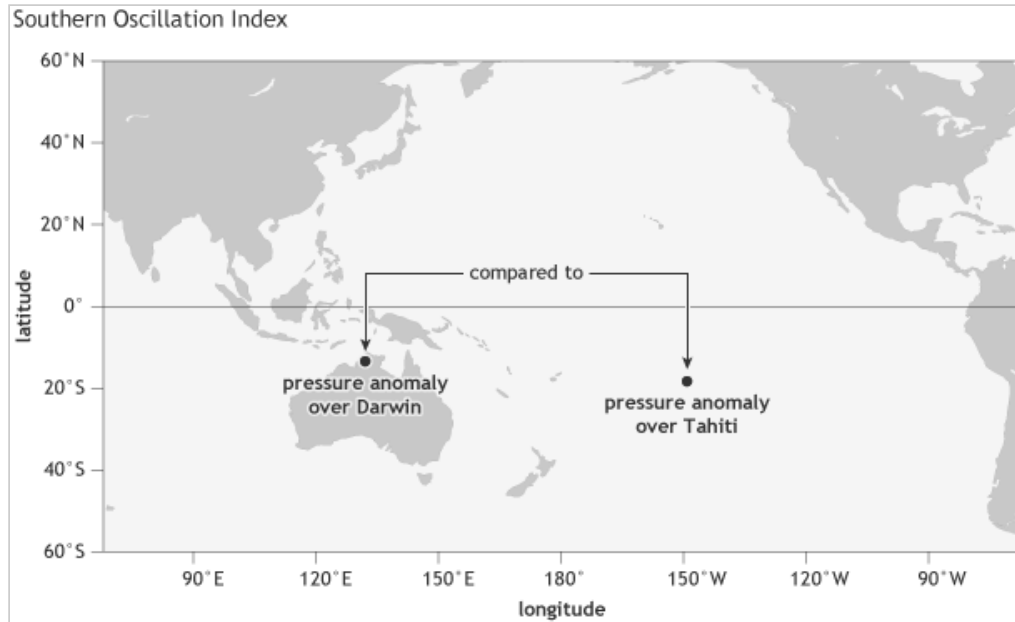 Southern Oscillation Index
60°N
40°N
20°N
compared to
latitude
0°
20°S
pressure anomaly
over Darwin
pressure anomaly
over Tahiti
40°S
60°S
90°E
120°E
150°E
180°
150°W
120°W
90°W
longitude